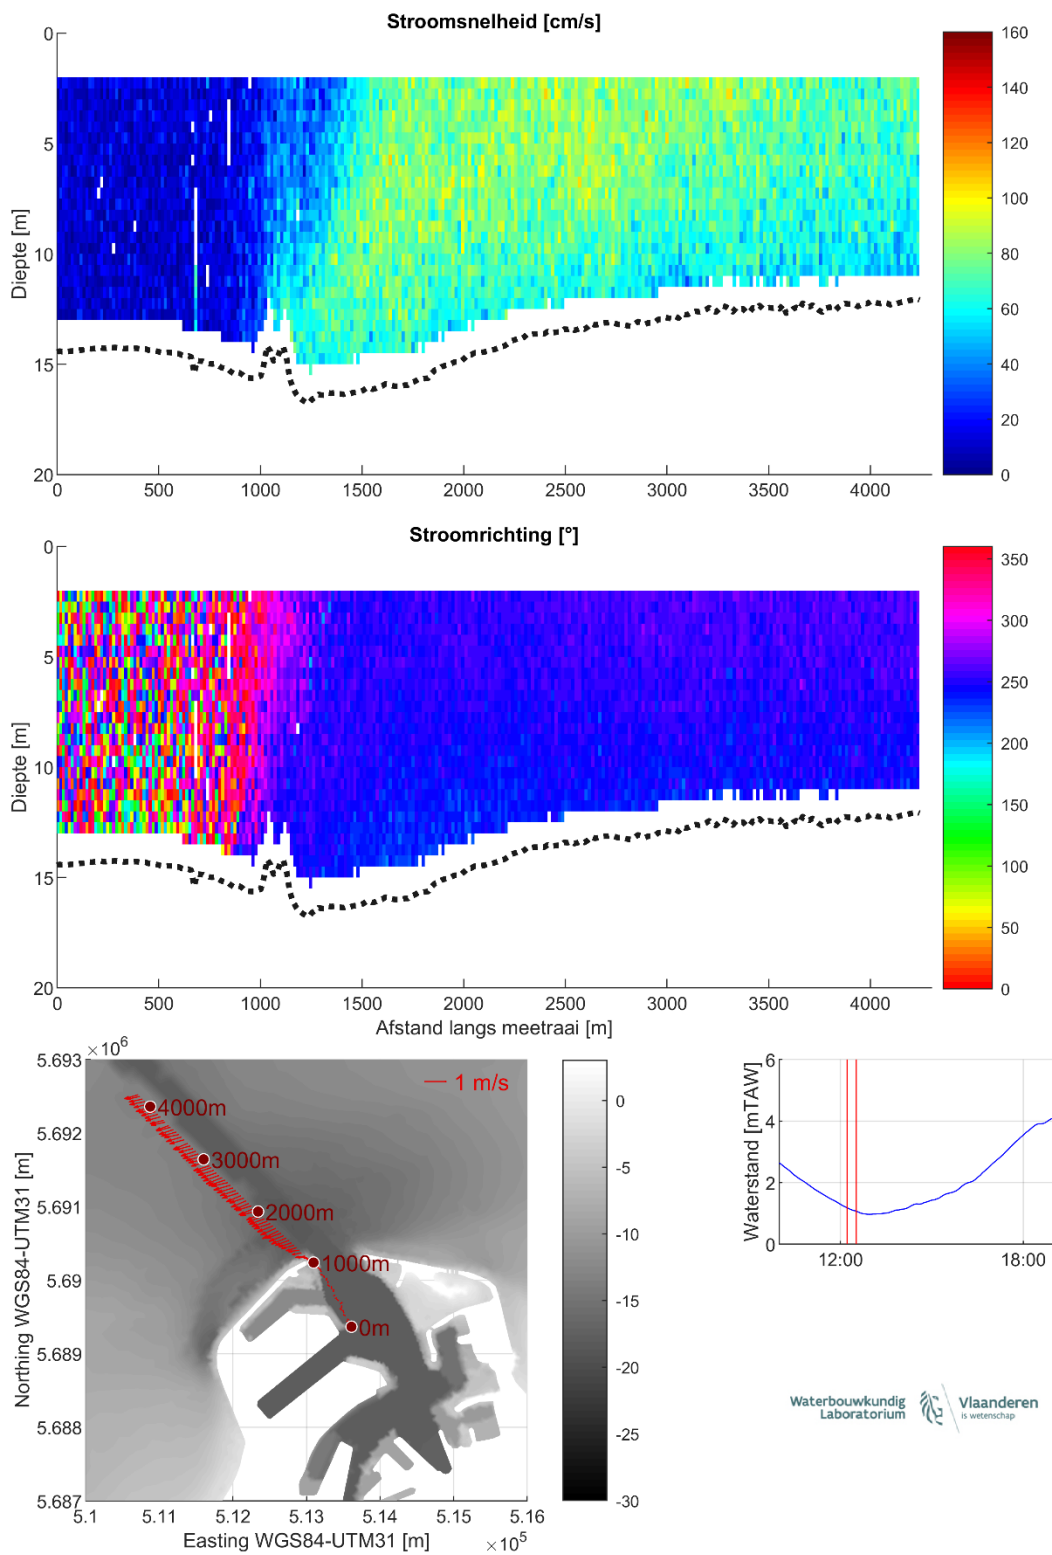 Stroomsnelheid [cm/s]
0
5
10
15
20
Diepte [m]
0 500 1000 1500 2000 2500 3000 3500 4000
160
140
120
100
80
60
40
20
0
Stroomrichting [°]
0
5
10
15
20
Diepte [m]
0 500 1000 1500 2000 2500 3000 3500 4000
Afstand langs meetraai [m]
350
300
250
200
150
100
50
0
×10⁶
5.693
5.692
5.691
5.69
5.689
5.688
5.687
Northing WGS84-UTM31 [m]
1 m/s
4000m
3000m
2000m
1000m
0m
5.1 5.11 5.12 5.13 5.14 5.15 5.16
Easting WGS84-UTM31 [m]
×10⁵
0
-5
-10
-15
-20
-25
-30
Waterstand [mTAW]
6
4
2
0
12:00 18:00
Waterbouwkundig
Laboratorium
Vlaanderen
is wetenschap